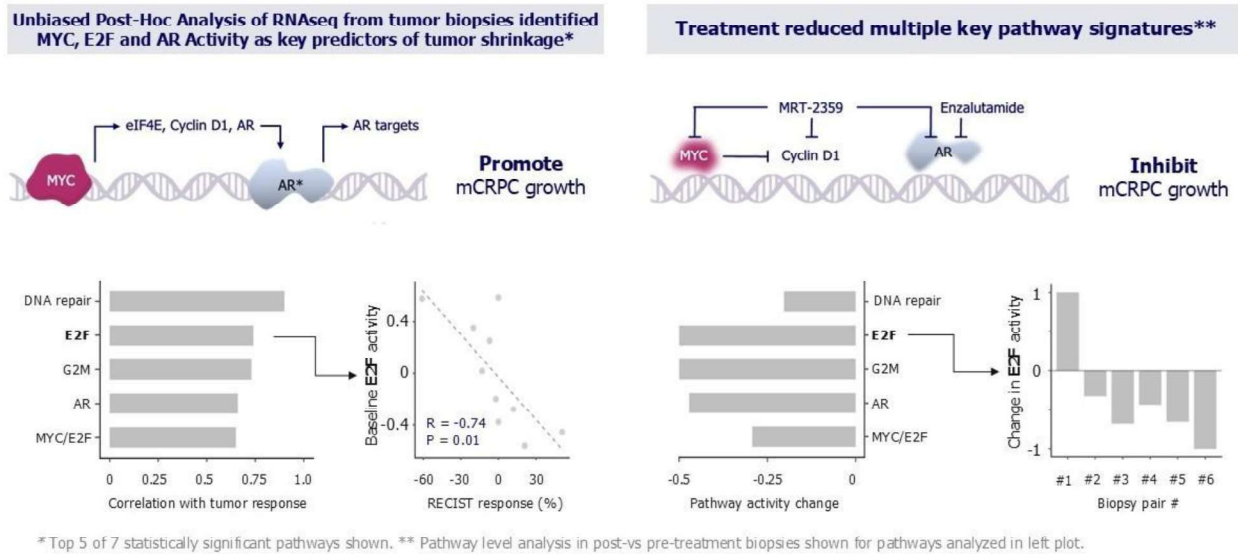 Unbiased Post-Hoc Analysis of RNAseq from tumor biopsies identified
MYC, E2F and AR Activity as key predictors of tumor shrinkage*
Treatment reduced multiple key pathway signatures**
eIF4E, Cyclin D1, AR
AR targets
MYC
AR*
Promote
mCRPC growth
MRT-2359
Enzalutamide
MYC
Cyclin D1
AR
Inhibit
mCRPC growth
DNA repair
E2F
G2M
AR
MYC/E2F
0
0.25
0.5
0.75
1.0
Correlation with tumor response
Baseline E2F activity
0.4
0
-0.4
R = -0.74
P = 0.01
-60
-30
0
30
RECIST response (%)
DNA repair
E2F
G2M
AR
MYC/E2F
-0.5
-0.25
0
Pathway activity change
Change in E2F activity
1
0
-1
#1 #2 #3 #4 #5 #6
Biopsy pair #
* Top 5 of 7 statistically significant pathways shown. ** Pathway level analysis in post-vs pre-treatment biopsies shown for pathways analyzed in left plot.